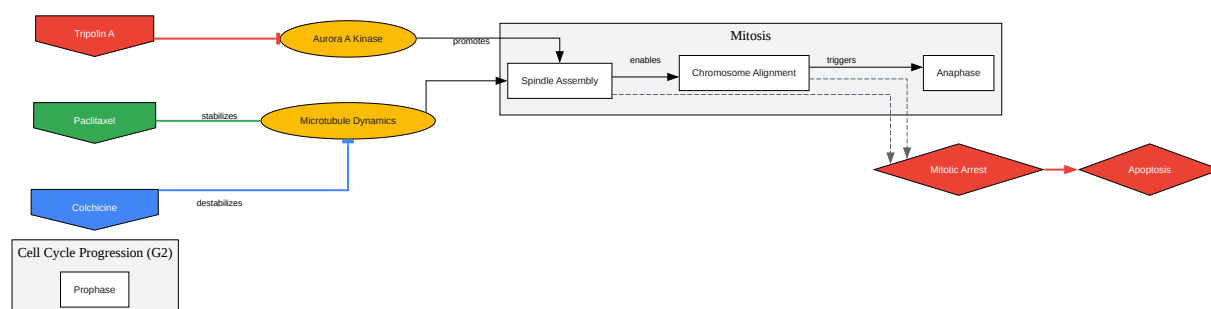 Tripolin A
Aurora A Kinase
promotes
Mitosis
Spindle Assembly
enables
Chromosome Alignment
triggers
Anaphase
Paclitaxel
stabilizes
Microtubule Dynamics
Mitotic Arrest
Apoptosis
Colchicine
destabilizes
Cell Cycle Progression (G2)
Prophase